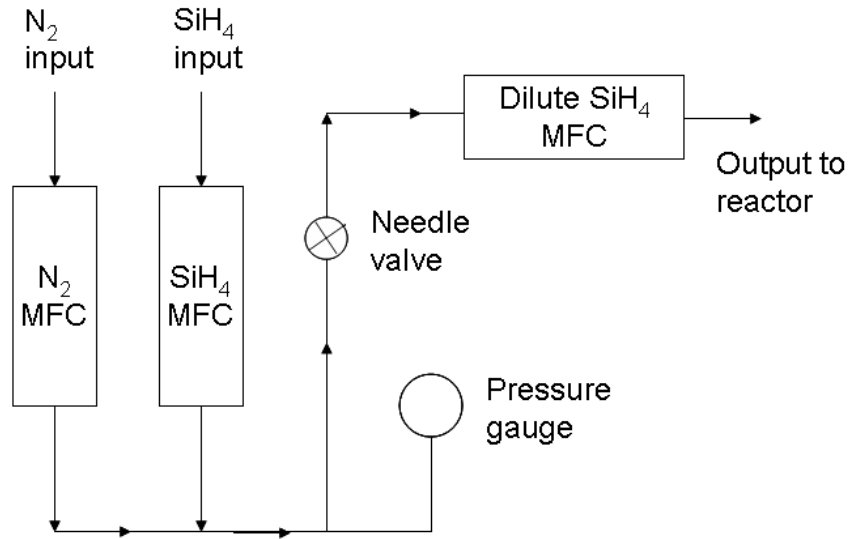 N₂
input
SiH₄
input
Dilute SiH₄
MFC
Output to
reactor
Needle
valve
N₂
MFC
SiH₄
MFC
Pressure
gauge